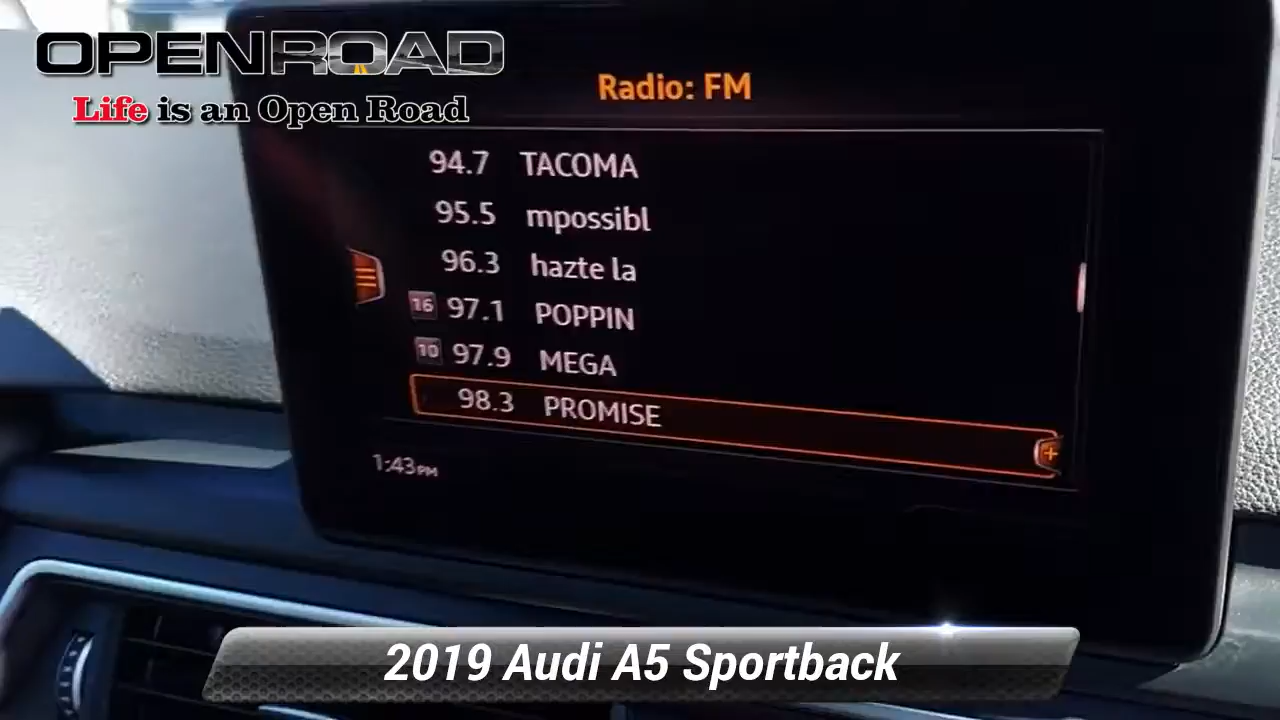 OPENROAD
Life is an Open Road
Radio: FM
94.7 TACOMA
95.5 mpossibl
96.3 hazte la
16 97.1 POPPIN
10 97.9 MEGA
98.3 PROMISE
1:43PM
2019 Audi A5 Sportback